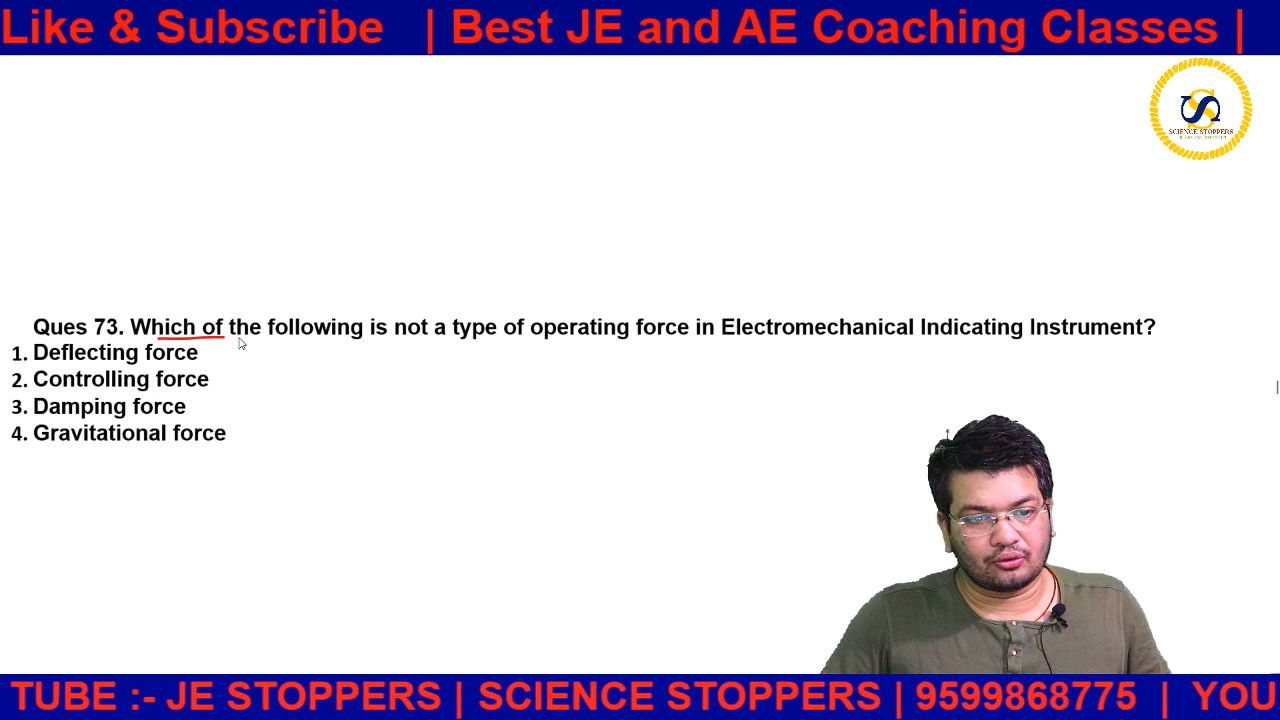 Like & Subscribe | Best JE and AE Coaching Classes |
SCIENCE STOPPERS
Ques 73. Which of the following is not a type of operating force in Electromechanical Indicating Instrument?
1. Deflecting force
2. Controlling force
3. Damping force
4. Gravitational force
TUBE :- JE STOPPERS | SCIENCE STOPPERS | 9599868775 | YOU